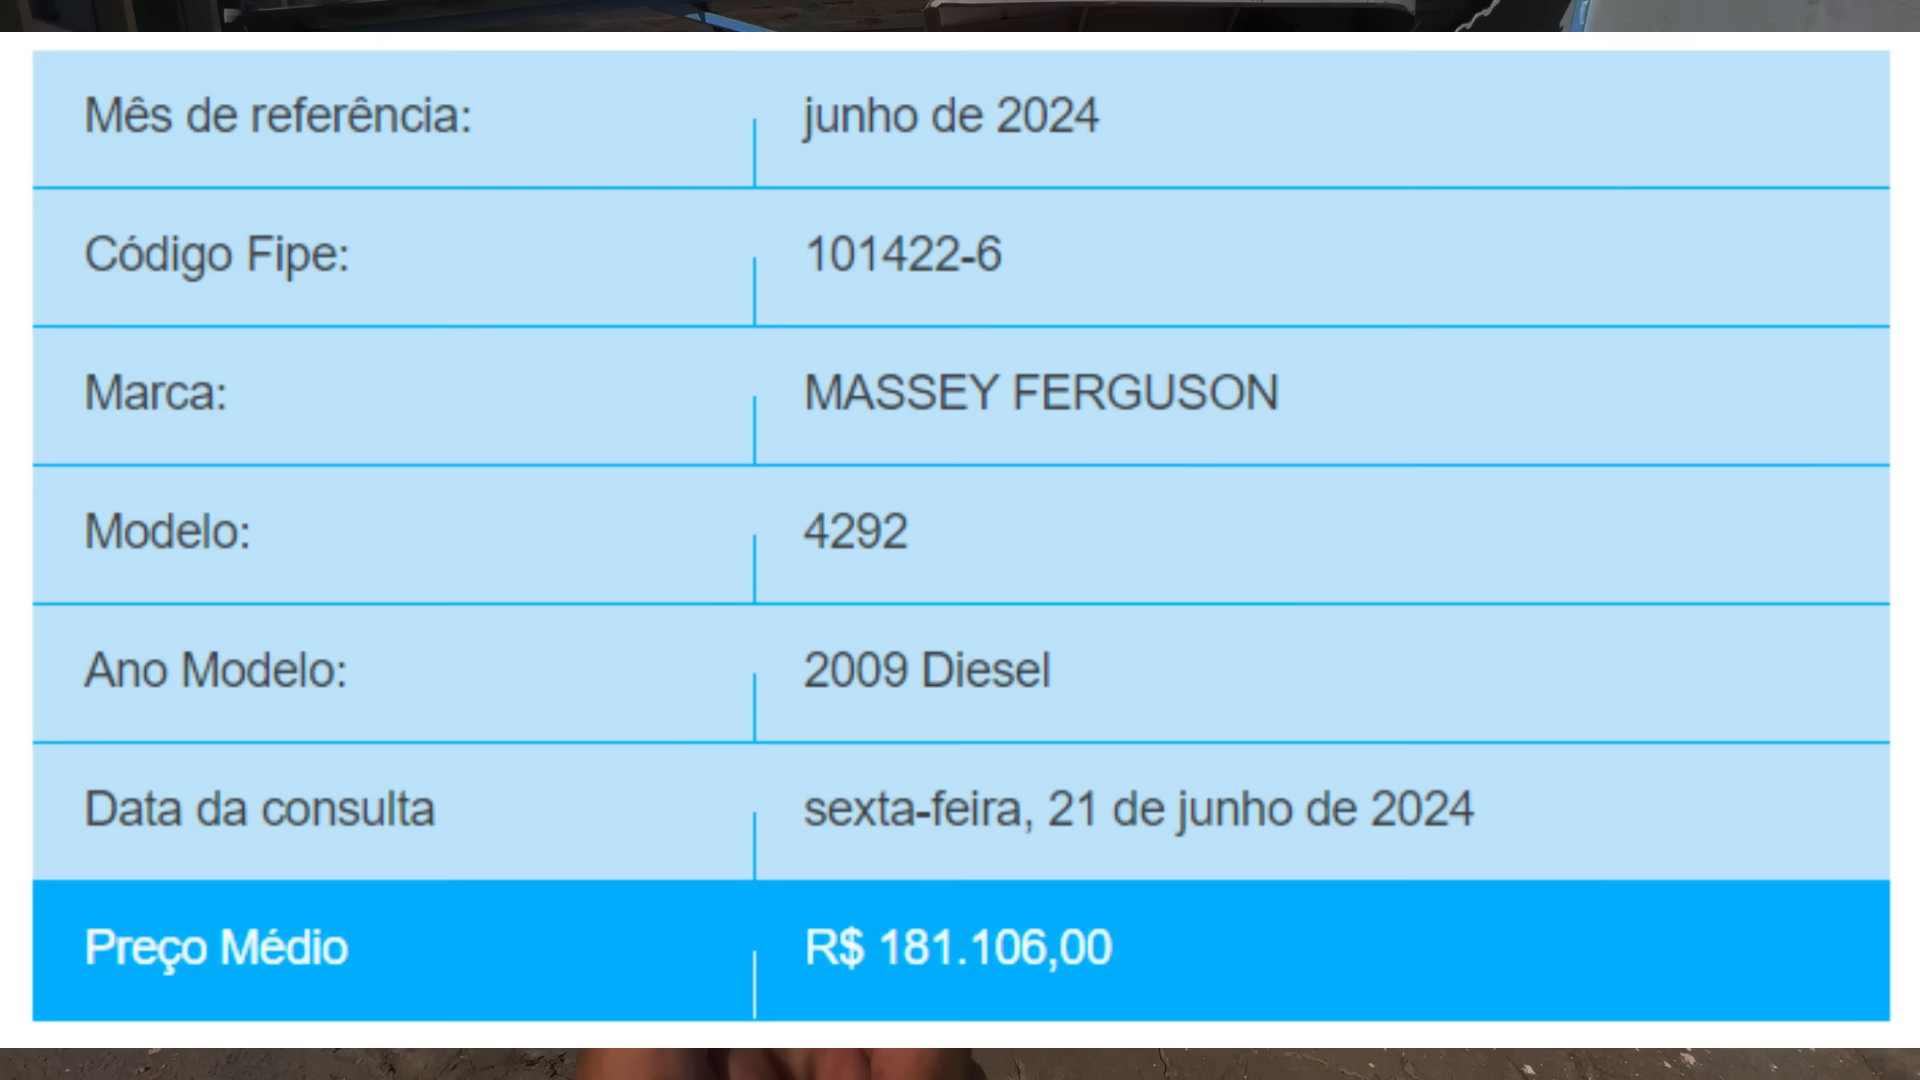 Mês de referência: junho de 2024
Código Fipe: 101422-6
Marca: MASSEY FERGUSON
Modelo: 4292
Ano Modelo: 2009 Diesel
Data da consulta sexta-feira, 21 de junho de 2024
Preço Médio R$ 181.106,00